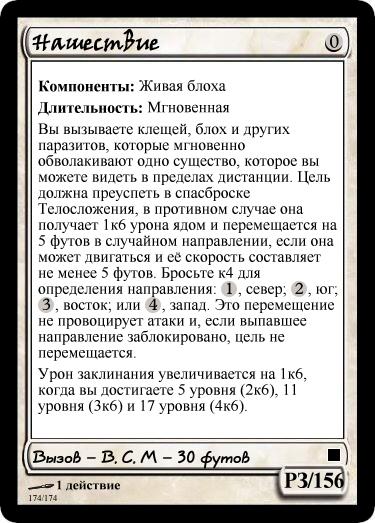 Нашествие 0
Компоненты: Живая блоха
Длительность: Мгновенная
Вы вызываете клещей, блох и других
паразитов, которые мгновенно
обволакивают одно существо, которое вы
можете видеть в пределах дистанции. Цель
должна преуспеть в спасброске
Телосложения, в противном случае она
получает 1к6 урона ядом и перемещается на
5 футов в случайном направлении, если она
может двигаться и её скорость составляет
не менее 5 футов. Бросьте к4 для
определения направления: 1, север; 2, юг;
3, восток; или 4, запад. Это перемещение
не провоцирует атаки и, если выпавшее
направление заблокировано, цель не
перемещается.
Урон заклинания увеличивается на 1к6,
когда вы достигаете 5 уровня (2к6), 11
уровня (3к6) и 17 уровня (4к6).
Вызов – В, С, М – 30 футов
1 действие
РЗ/156
174/174